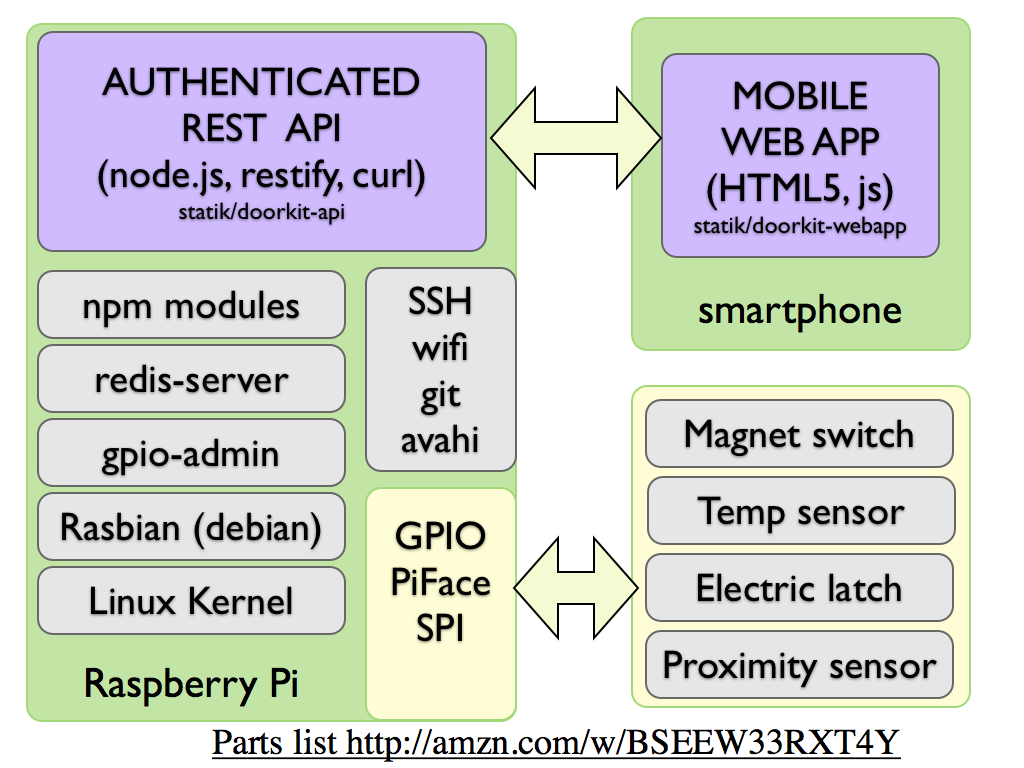 AUTHENTICATED
REST API
(node.js, restify, curl)
statik/doorkit-api
npm modules
redis-server
gpio-admin
Rasbian (debian)
Linux Kernel
Raspberry Pi
SSH
wifi
git
avahi
GPIO
PiFace
SPI
MOBILE
WEB APP
(HTML5, js)
statik/doorkit-webapp
smartphone
Magnet switch
Temp sensor
Electric latch
Proximity sensor
Parts list http://amzn.com/w/BSEEW33RXT4Y